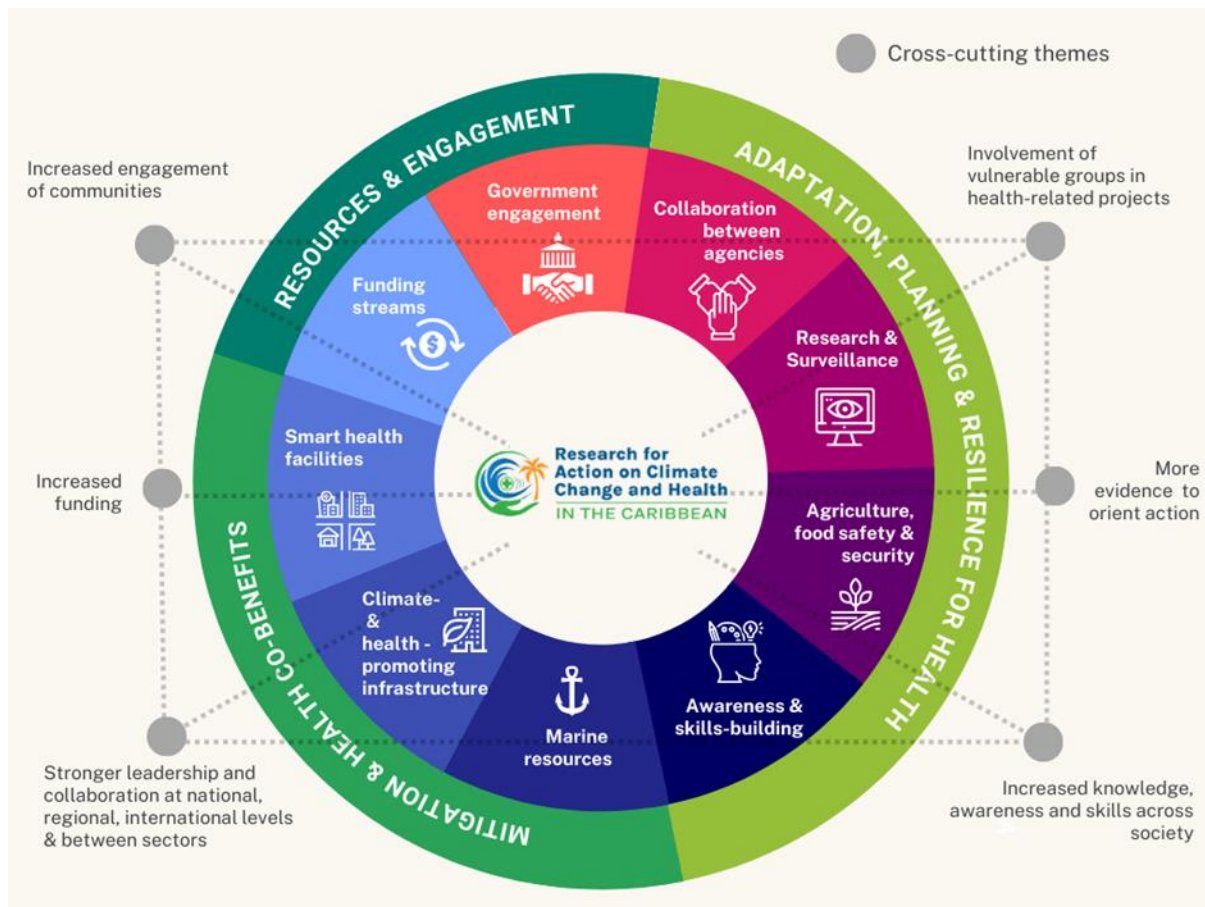 Cross-cutting themes
RESOURCES & ENGAGEMENT
ADAPTATION, PLANNING & RESILIENCE FOR HEALTH
MITIGATION & HEALTH CO-BENEFITS
Increased engagement
of communities
Involvement of
vulnerable groups in
health-related projects
Government
engagement
Collaboration
between
agencies
Funding
streams
$
Research &
Surveillance
Smart health
facilities
Research for
Action on Climate
Change and Health
IN THE CARIBBEAN
Increased
funding
More
evidence to
orient action
Agriculture,
food safety &
security
Climate-
&
health -
promoting
infrastructure
Marine
resources
Awareness &
skills-building
Stronger leadership and
collaboration at national,
regional, international levels
& between sectors
Increased knowledge,
awareness and skills across
society